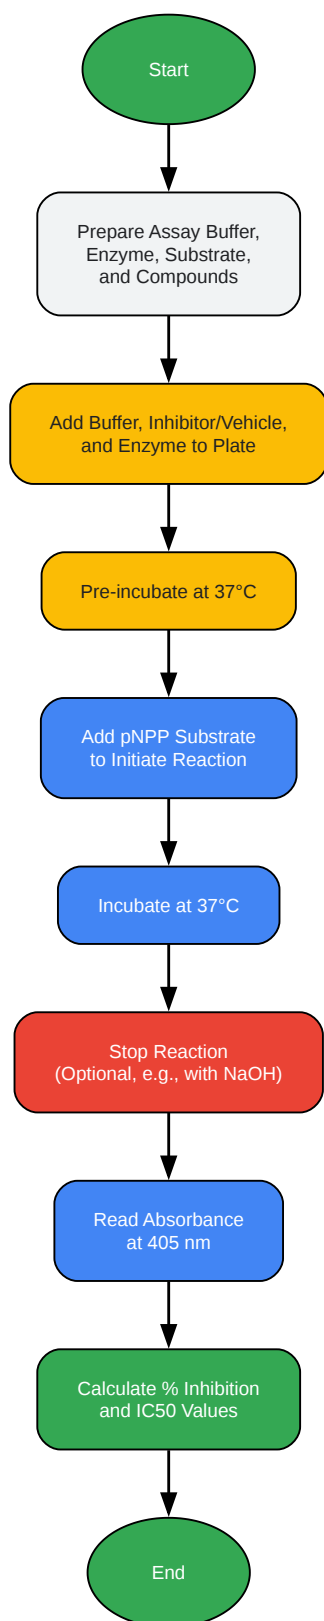 Start
Prepare Assay Buffer,
Enzyme, Substrate,
and Compounds
Add Buffer, Inhibitor/Vehicle,
and Enzyme to Plate
Pre-incubate at 37°C
Add pNPP Substrate
to Initiate Reaction
Incubate at 37°C
Stop Reaction
(Optional, e.g., with NaOH)
Read Absorbance
at 405 nm
Calculate % Inhibition
and IC50 Values
End